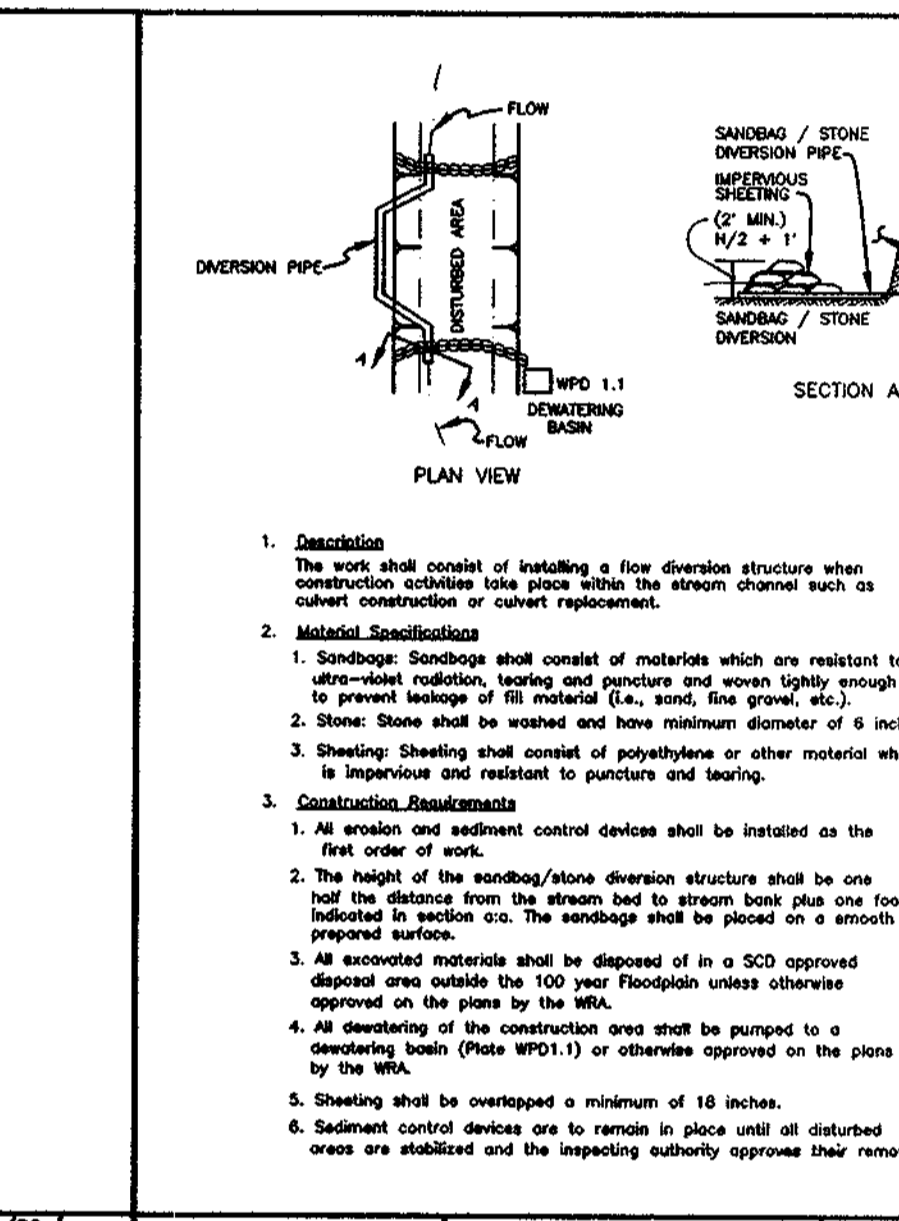 FLOW
DIVERSION PIPE
DISTURBED AREA
A
A
WPD 1.1
DEWATERING
BASIN
FLOW
PLAN VIEW
SANDBAG / STONE
DIVERSION PIPE
IMPERVIOUS
SHEETING
(2' MIN.)
H/2 + 1'
SANDBAG / STONE
DIVERSION
SECTION A
1. Description
The work shall consist of installing a flow diversion structure when
construction activities take place within the stream channel such as
culvert construction or culvert replacement.
2. Material Specifications
1. Sandbags: Sandbags shall consist of materials which are resistant to
ultra-violet radiation, tearing and puncture and woven tightly enough
to prevent leakage of fill material (i.e., sand, fine gravel, etc.).
2. Stone: Stone shall be washed and have minimum diameter of 6 incl
3. Sheeting: Sheeting shall consist of polyethylene or other material wh
is impervious and resistant to puncture and tearing.
3. Construction Requirements
1. All erosion and sediment control devices shall be installed as the
first order of work.
2. The height of the sandbag/stone diversion structure shall be one
half the distance from the stream bed to stream bank plus one foo
indicated in section a:a. The sandbags shall be placed on a smooth
prepared surface.
3. All excavated materials shall be disposed of in a SCD approved
disposal area outside the 100 year Floodplain unless otherwise
approved on the plans by the WRA.
4. All dewatering of the construction area shall be pumped to a
dewatering basin (Plate WPD1.1) or otherwise approved on the plans
by the WRA.
5. Sheeting shall be overlapped a minimum of 18 inches.
6. Sediment control devices are to remain in place until all disturbed
areas are stabilized and the inspecting authority approves their remo